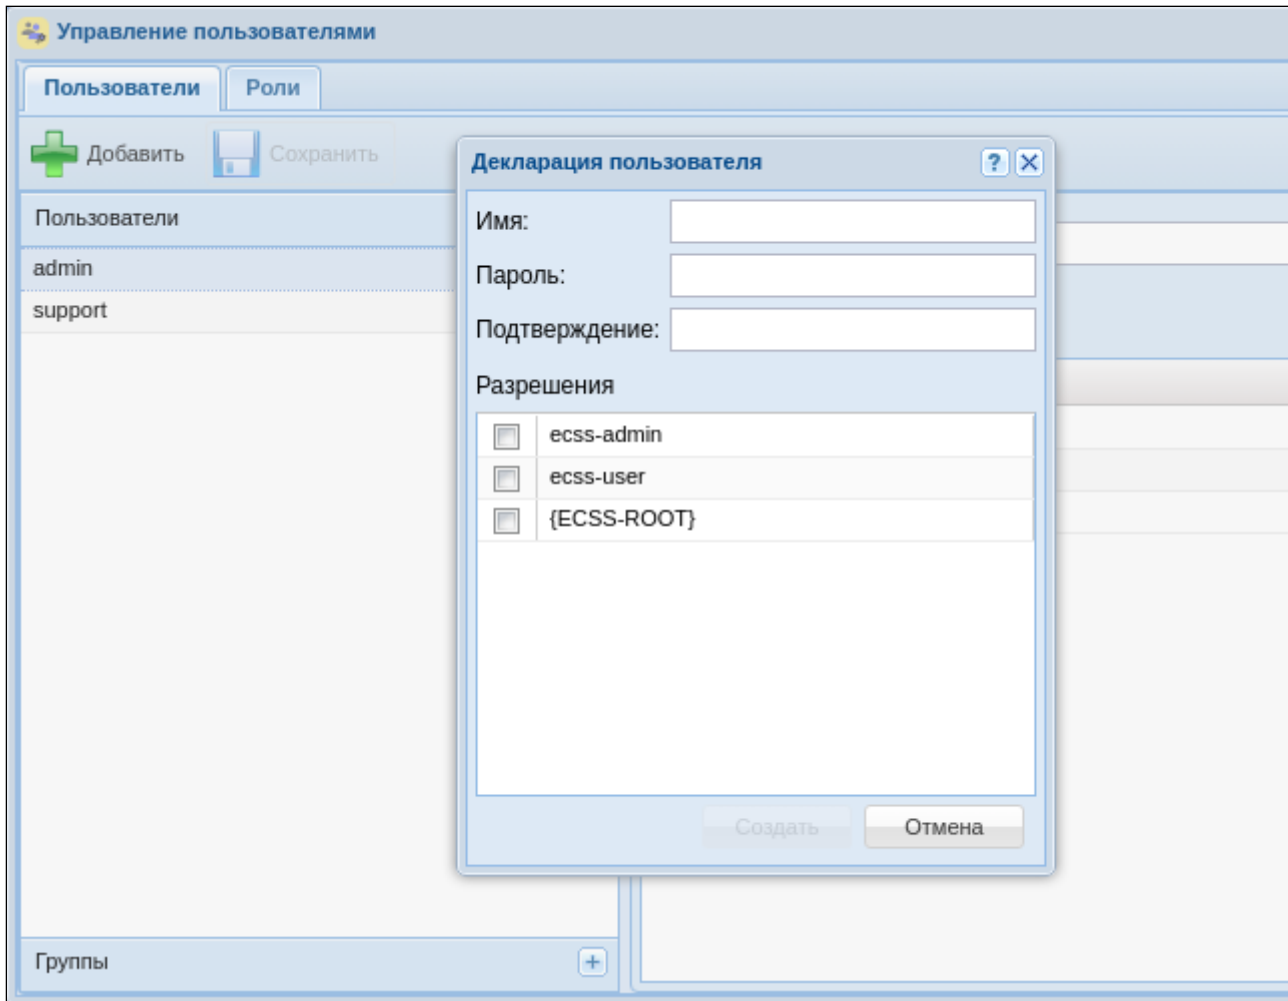 Управление пользователями
Пользователи
Роли
Добавить
Сохранить
Пользователи
admin
support
Группы
Декларация пользователя
?
Имя:
Пароль:
Подтверждение:
Разрешения
ecss-admin
ecss-user
{ECSS-ROOT}
Создать
Отмена